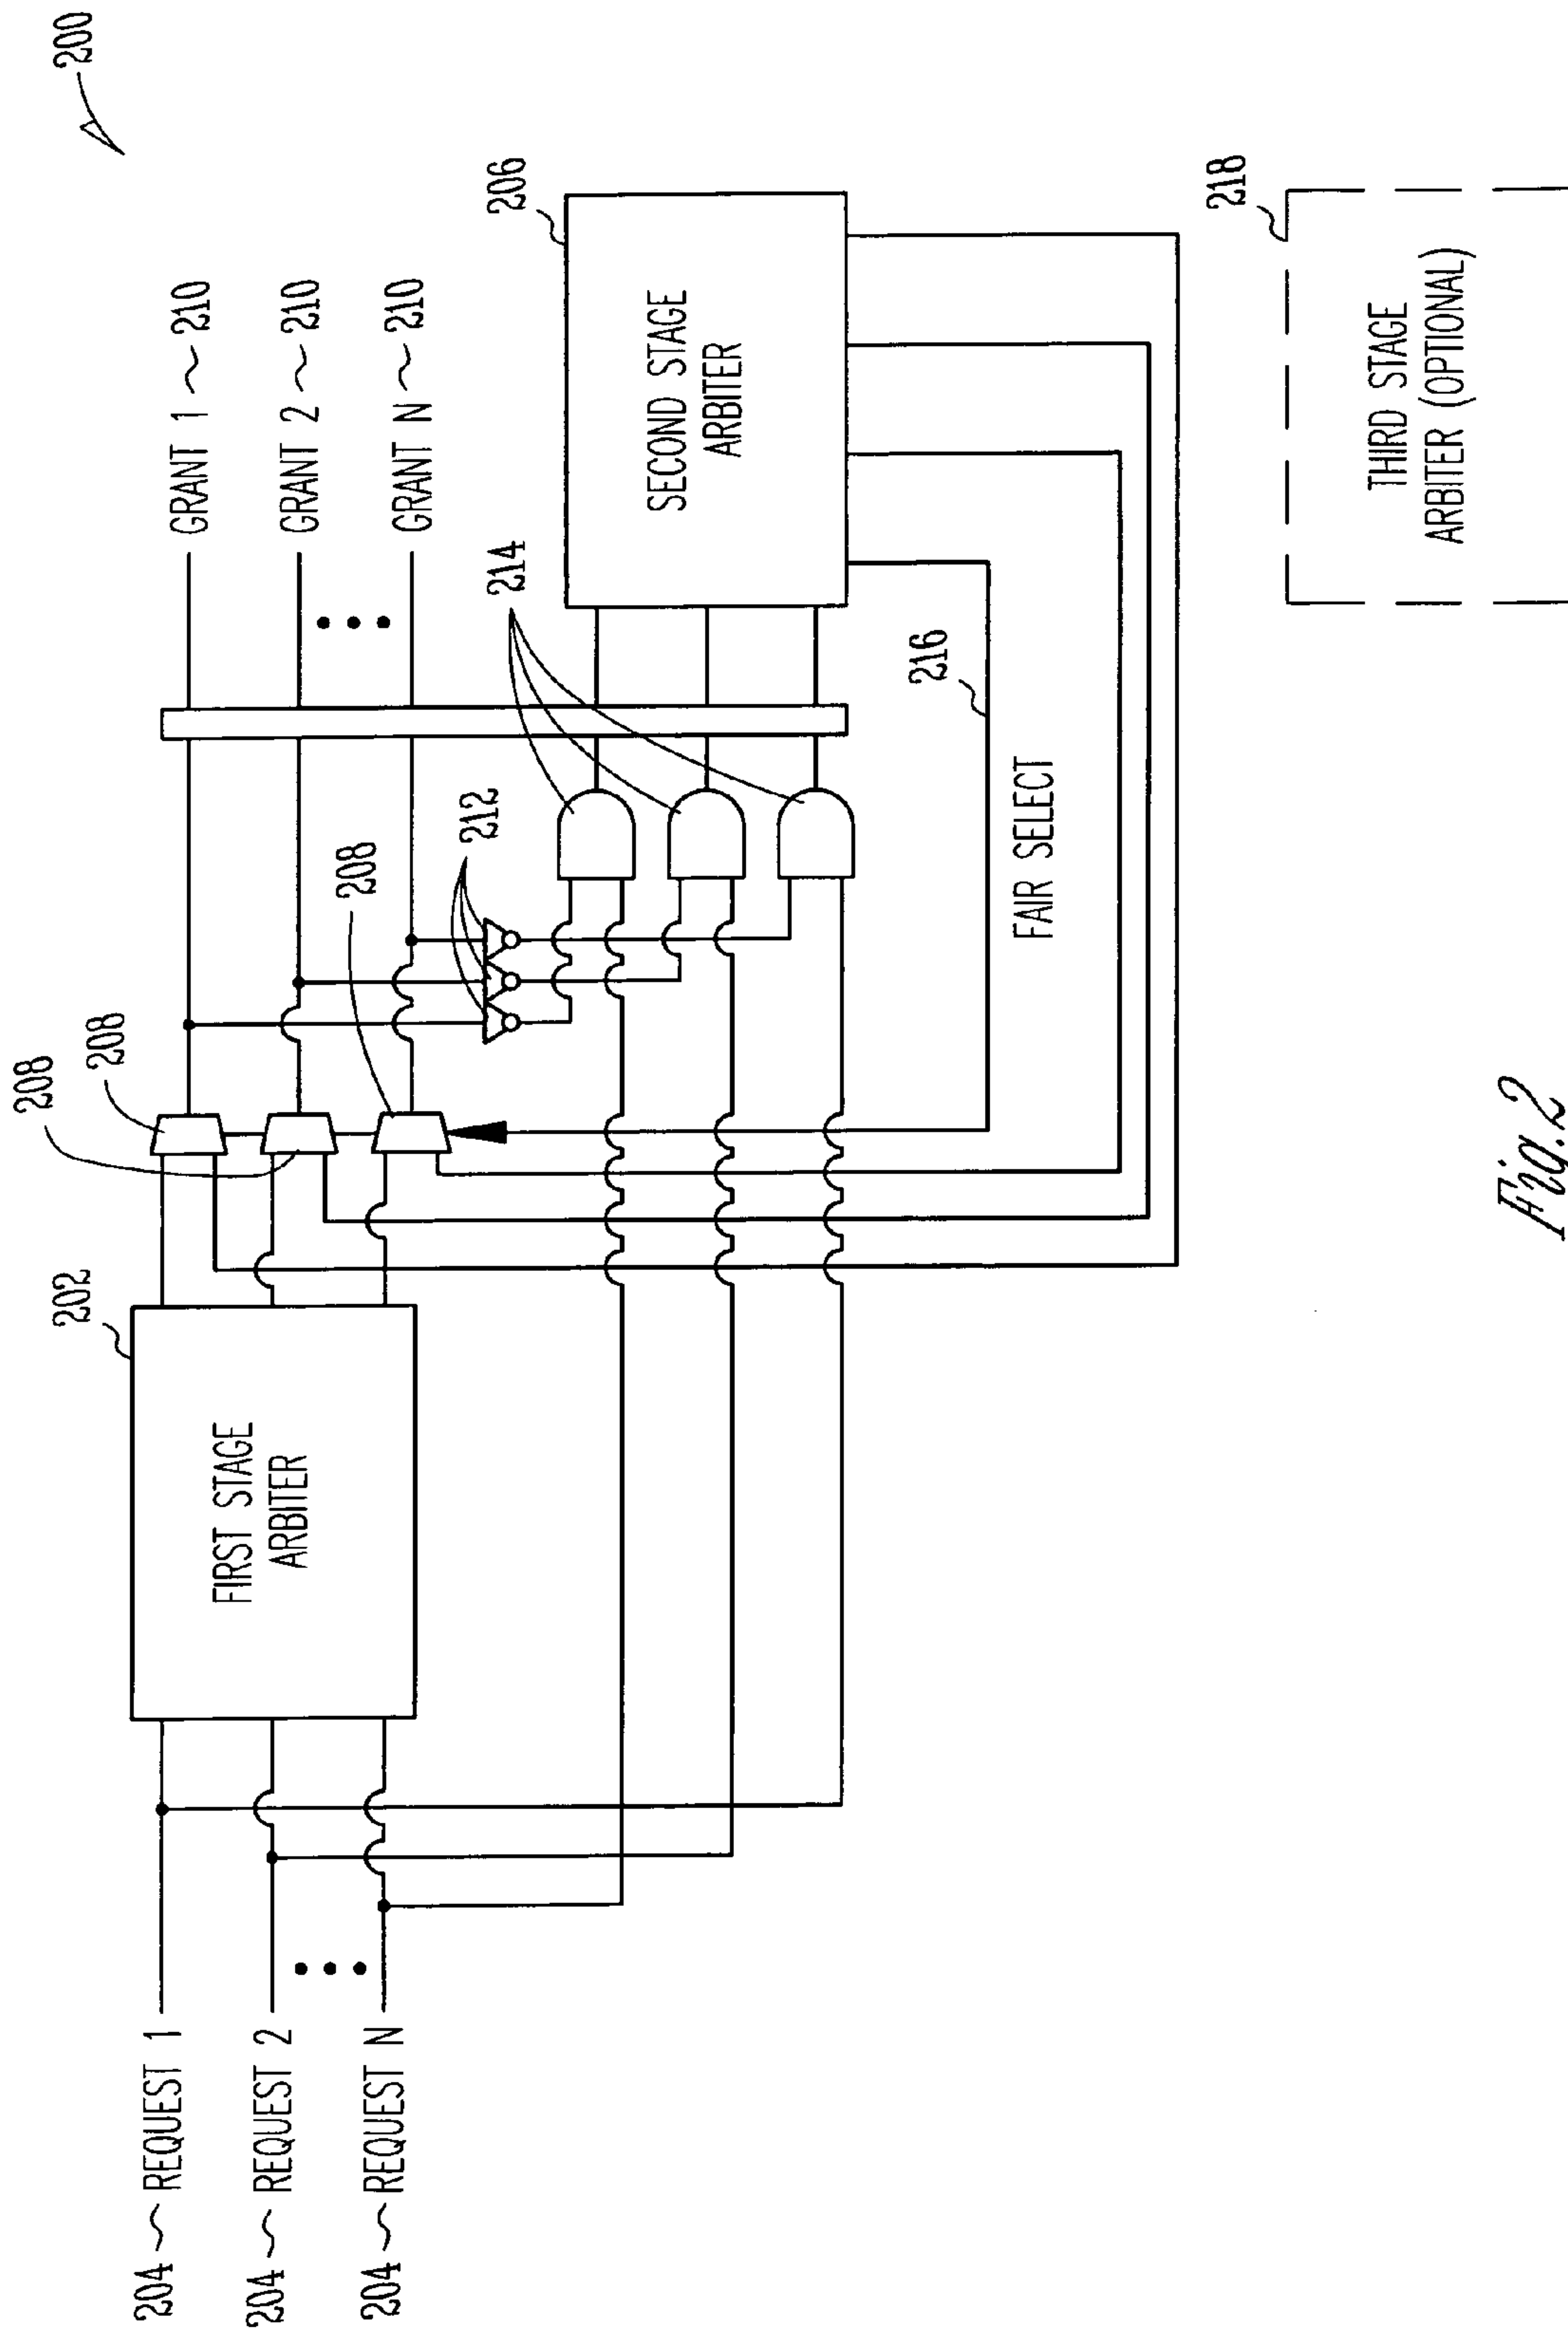 200
204 ~ REQUEST 1
204 ~ REQUEST 2
204 ~ REQUEST N
202
FIRST STAGE
ARBITER
208
208
208
212
214
GRANT 1 ~ 210
GRANT 2 ~ 210
GRANT N ~ 210
206
SECOND STAGE
ARBITER
216
FAIR SELECT
218
THIRD STAGE
ARBITER (OPTIONAL)
Fig. 2